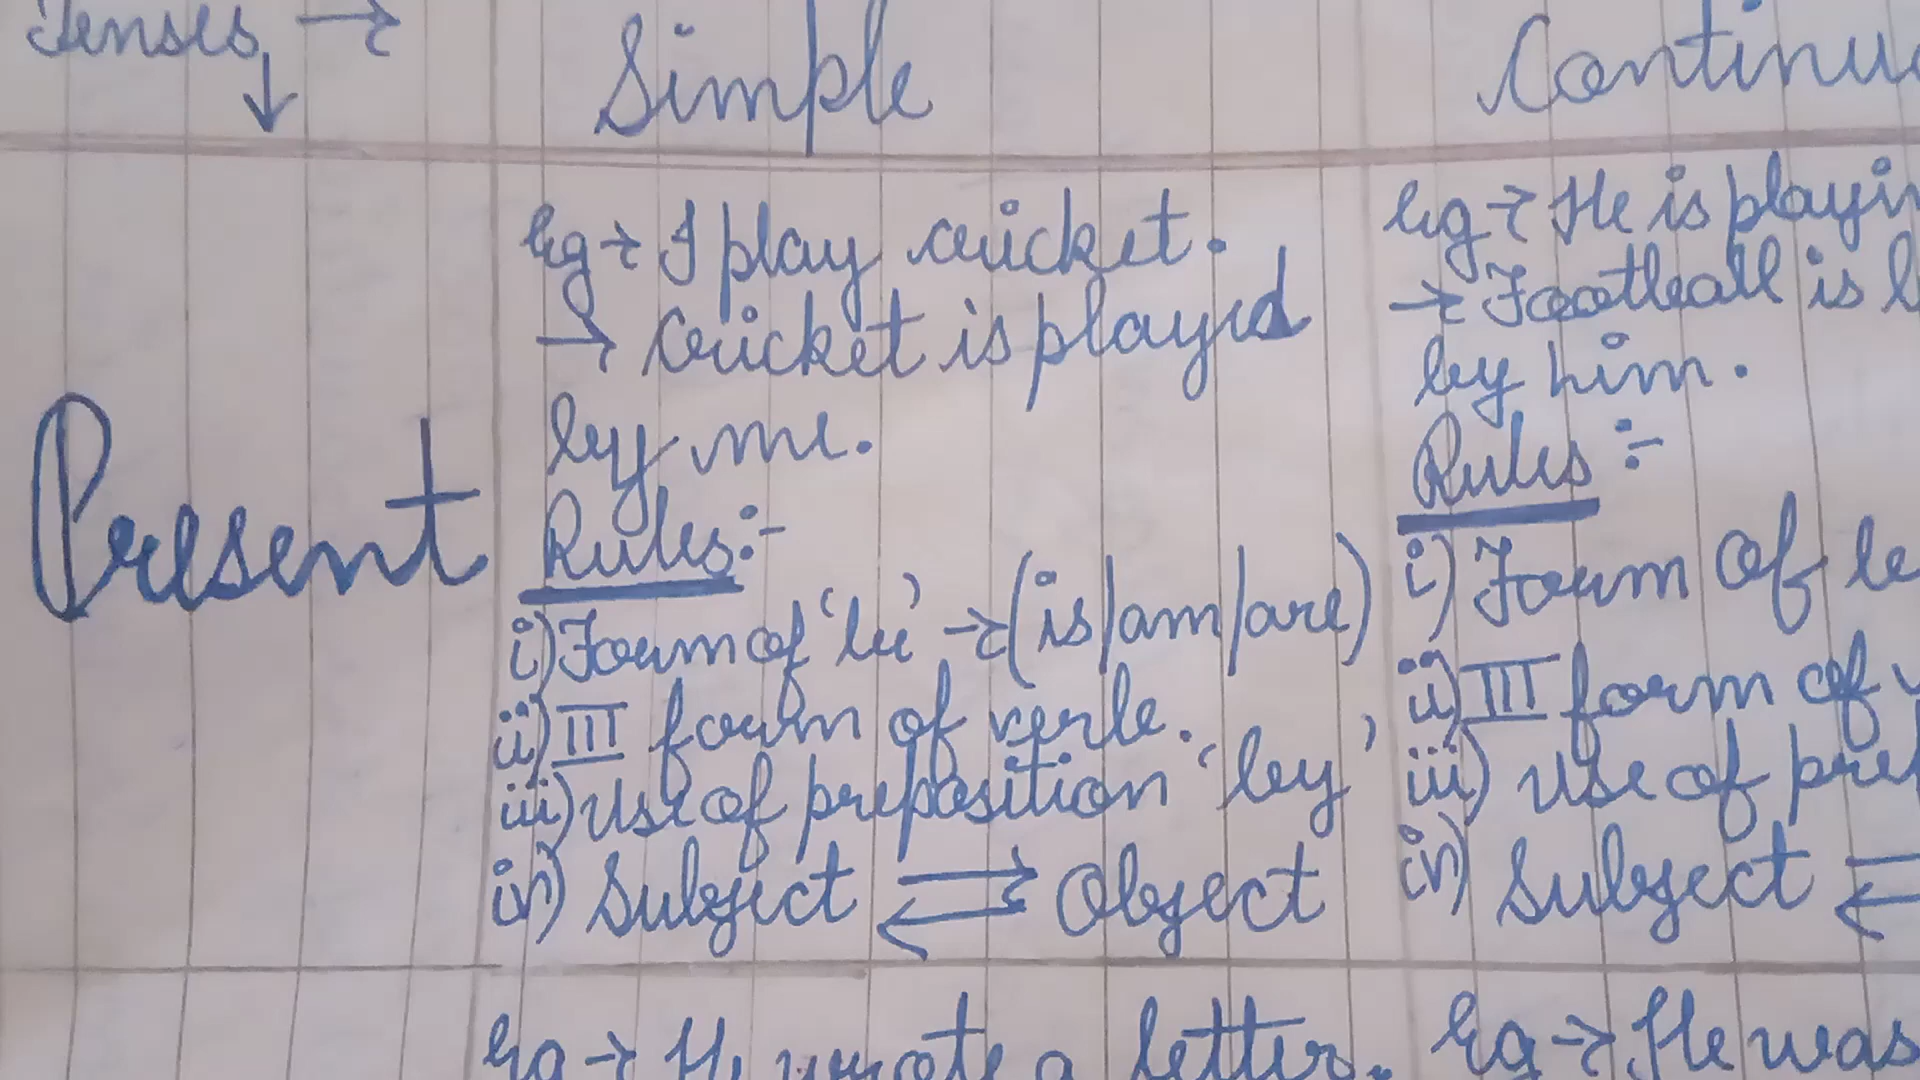 Tenses →
↓
Simple
Continu
Present
Eg → I play cricket.
→ Cricket is played
by me.
Rules :-
i) Form of 'be' → (is/am/are)
ii) III form of verb.
iii) Use of preposition 'by'
iv) Subject ⇄ Object
Eg → He is playin
→ Football is b
by him.
Rules :-
i) Form of be
ii) III form of v
iii) Use of prep
iv) Subject
Eg → He wrote a letter.
Eg → He was